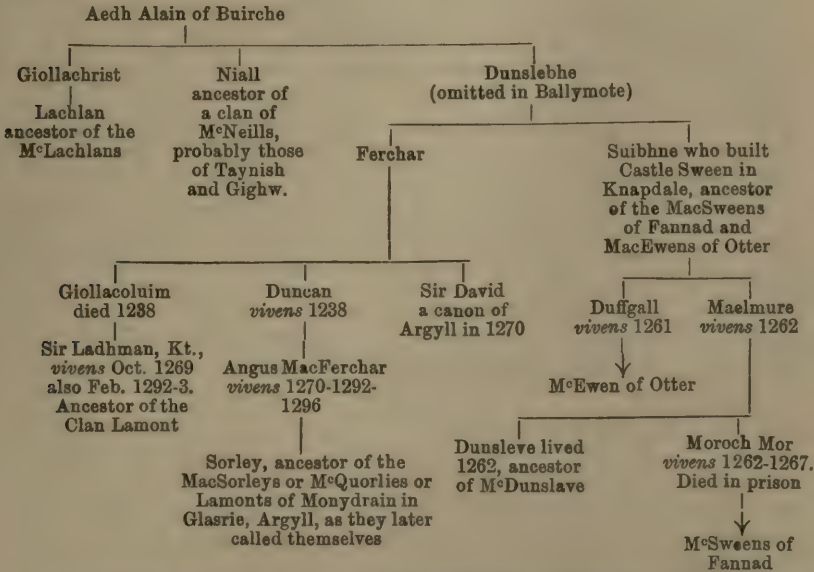 Aedh Alain of Buirche
Giollachrist
Lachlan
ancestor of the
McLachlans
Niall
ancestor of
a clan of
McNeills,
probably those
of Taynish
and Gighw.
Dunslebhe
(omitted in Ballymote)
Ferchar
Suibhne who built
Castle Sween in
Knapdale, ancestor
of the MacSweens
of Fannad and
MacEwens of Otter
Giollacoluim
died 1238
Sir Ladhman, Kt.,
vivens Oct. 1269
also Feb. 1292-3.
Ancestor of the
Clan Lamont
Duncan
vivens 1238
Angus MacFerchar
vivens 1270-1292-
1296
Sorley, ancestor of the
MacSorleys or McQuorlies or
Lamonts of Monydrain in
Glasrie, Argyll, as they later
called themselves
Sir David
a canon of
Argyll in 1270
Duffgall
vivens 1261
McEwen of Otter
Maelmure
vivens 1262
Dunsleve lived
1262, ancestor
of McDunslave
Moroch Mor
vivens 1262-1267.
Died in prison
McSweens of
Fannad